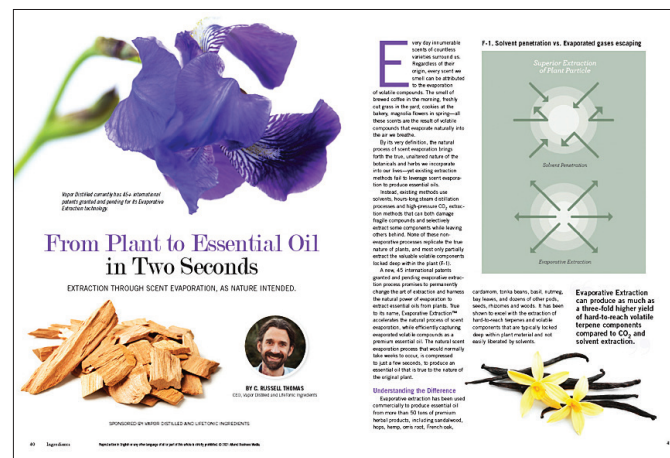 Vapor Distilled currently has 45+ international
patents granted and pending for its Evaporative
Extraction technology.
From Plant to Essential Oil
in Two Seconds
EXTRACTION THROUGH SCENT EVAPORATION, AS NATURE INTENDED.
BY C. RUSSELL THOMAS
CEO, Vapor Distilled and LifeTonic Ingredients
SPONSORED BY VAPOR DISTILLED AND LIFETONIC INGREDIENTS
40 Ingredients
Every day innumerable
scents of countless
varieties surround us.
Regardless of their
origin, every scent we
smell can be attributed
to the evaporation
of volatile compounds. The smell of
brewed coffee in the morning, freshly
cut grass in the yard, cookies at the
bakery, magnolia flowers in spring—all
these scents are the result of volatile
compounds that evaporate naturally into
the air we breathe.
By its very definition, the natural
process of scent evaporation brings
forth the true, unaltered nature of the
botanicals and herbs we incorporate
into our lives—yet existing extraction
methods fail to leverage scent evapora-
tion to produce essential oils.
Instead, existing methods use
solvents, hours-long steam distillation
processes and high-pressure CO2 extrac-
tion methods that can both damage
fragile compounds and selectively
extract some components while leaving
others behind. None of these non-
evaporative processes replicate the true
nature of plants, and most only partially
extract the valuable volatile components
locked deep within the plant (F-1).
A new, 45 international patents
granted and pending evaporative extrac-
tion process promises to permanently
change the art of extraction and harness
the natural power of evaporation to
extract essential oils from plants. True
to its name, Evaporative Extraction™
accelerates the natural process of scent
evaporation, while efficiently capturing
evaporated volatile compounds as a
premium essential oil. The natural scent
evaporation process that would normally
take weeks to occur, is compressed
to just a few seconds, to produce an
essential oil that is true to the nature of
the original plant.
Understanding the Difference
Evaporative extraction has been used
commercially to produce essential oil
from more than 50 tons of premium
herbal products, including sandalwood,
hops, hemp, orris root, French oak,
F-1. Solvent penetration vs. Evaporated gases escaping
Superior Extraction
of Plant Particle
Solvent Penetration
Evaporative Extraction
cardamom, tonka beans, basil, nutmeg,
bay leaves, and dozens of other pods,
seeds, rhizomes and woods. It has been
shown to excel with the extraction of
hard-to-reach terpenes and volatile
components that are typically locked
deep within plant material and not
easily liberated by solvents.
Evaporative Extraction
can produce as much as
a three-fold higher yield
of hard-to-reach volatile
terpene components
compared to CO2 and
solvent extraction.